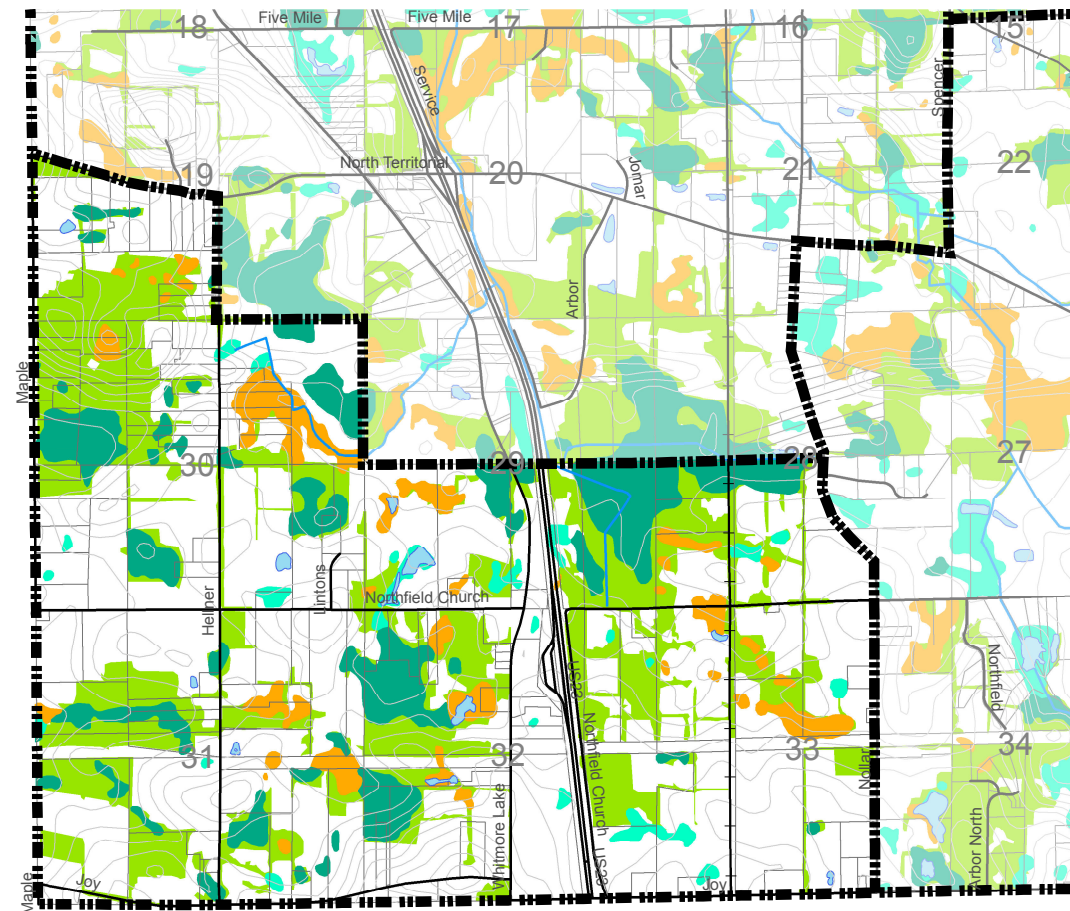 Five Mile
Five Mile
18
17
16
15
Service
Spencer
North Territorial
19
20
21
22
Jomar
Arbor
Maple
30
29
28
27
Hellner
Lintons
Northfield Church
US23
Northfield
31
32
33
34
Northfield Church
Nollar
Whitmore Lake
Arbor North
US23
Joy
Joy
Maple